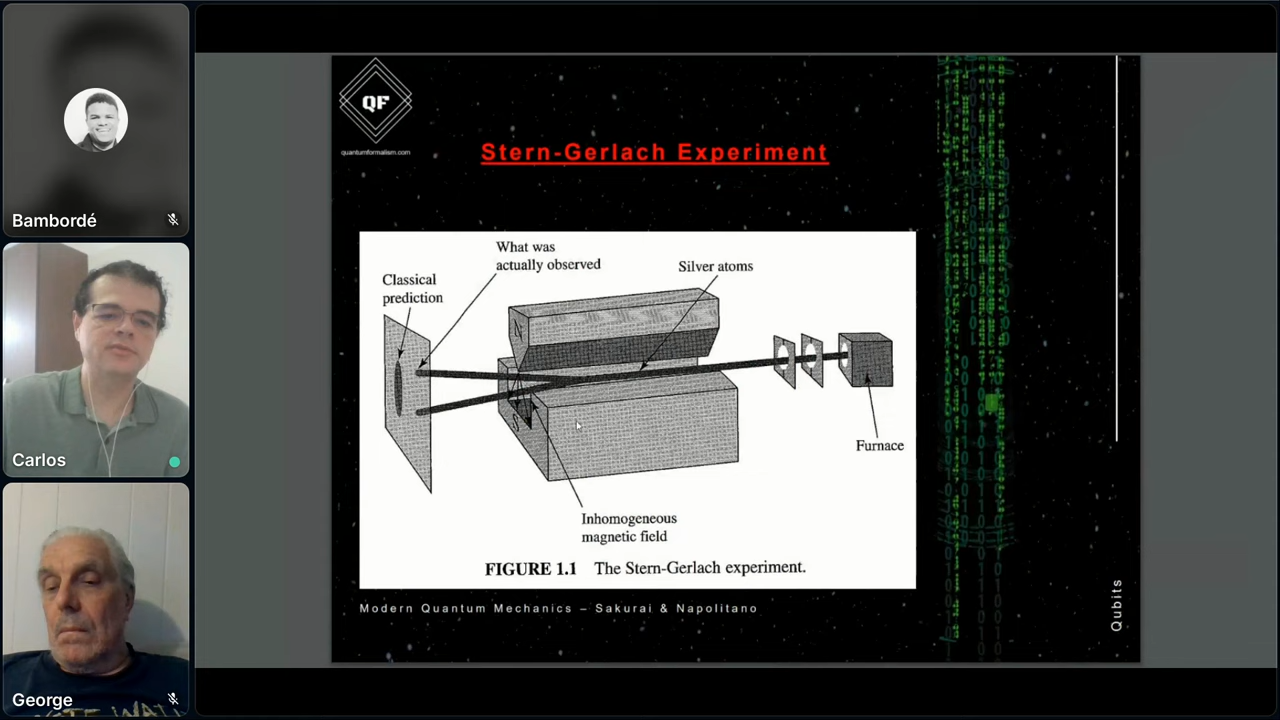 Bambordé
Carlos
George
QF
quantumformalism.com
Stern-Gerlach Experiment
What was
actually observed
Silver atoms
Classical
prediction
N
S
Furnace
Inhomogeneous
magnetic field
FIGURE 1.1 The Stern-Gerlach experiment.
Modern Quantum Mechanics – Sakurai & Napolitano
Qubits